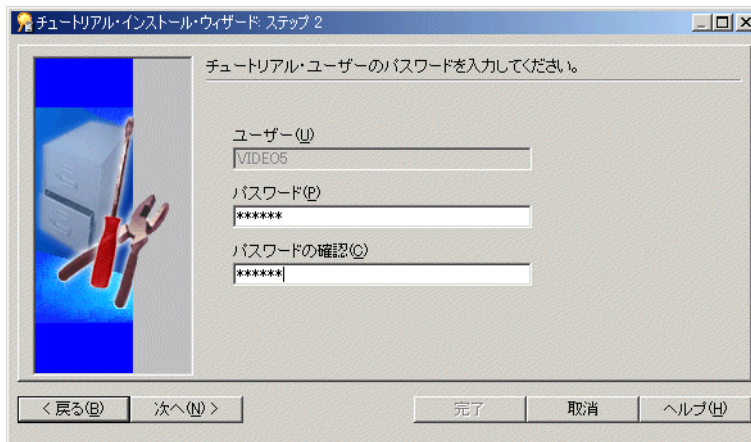 チュートリアル・インストール・ウィザード: ステップ 2
チュートリアル・ユーザーのパスワードを入力してください。
ユーザー(U)
VIDEO5
パスワード(P)
******
パスワードの確認(C)
******
< 戻る(B)
次へ(N) >
完了
取消
ヘルプ(H)